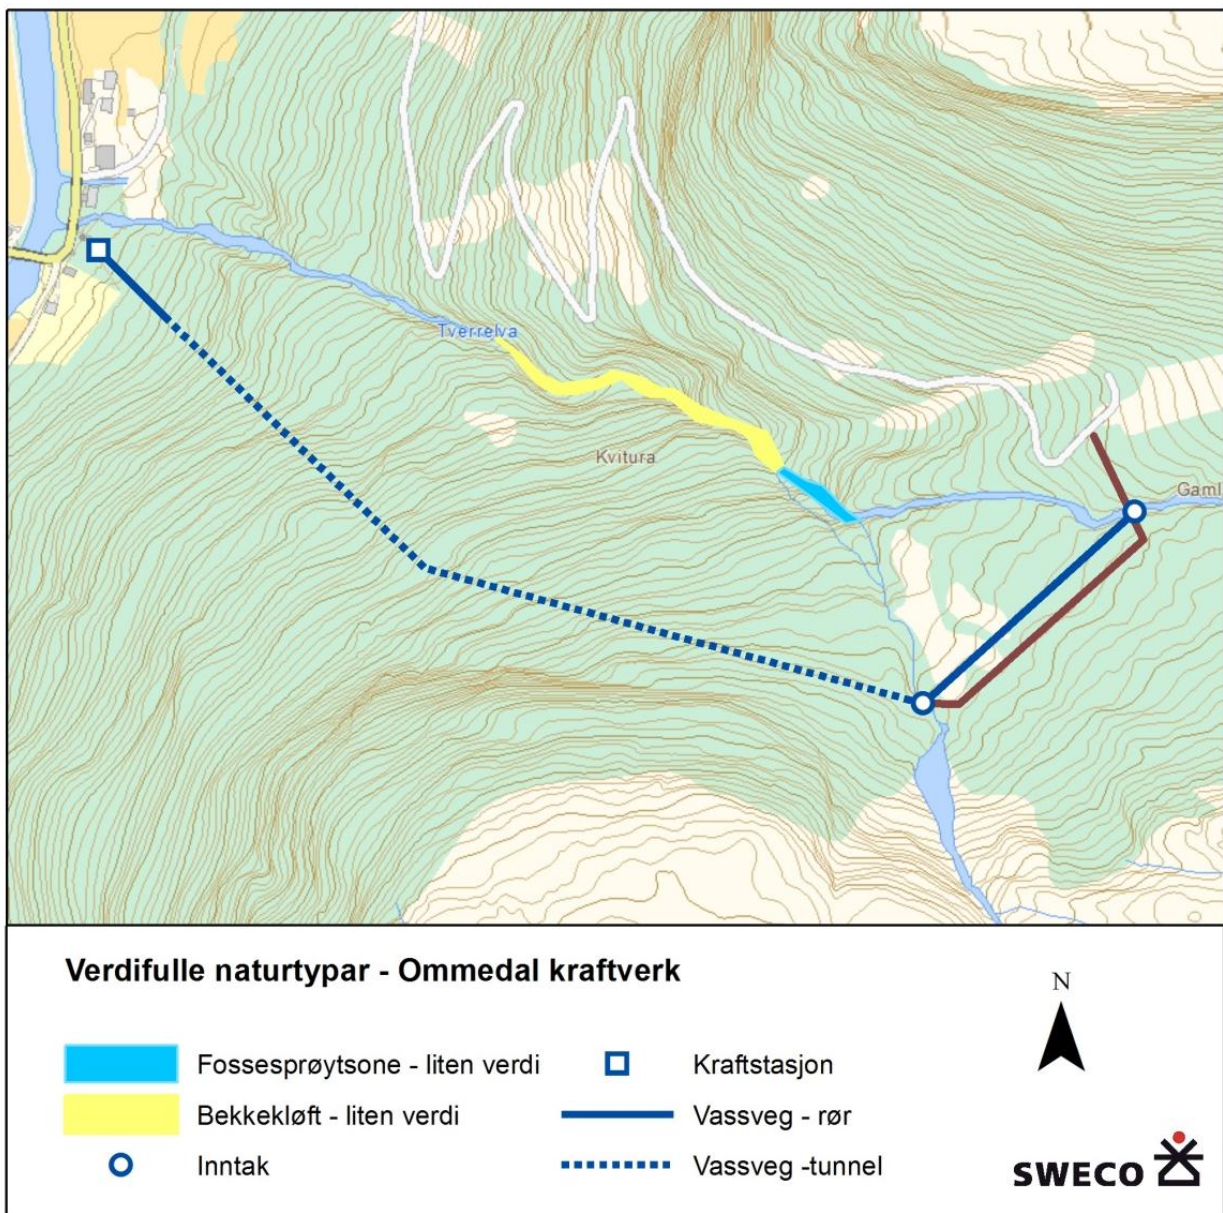 Tverrelva
Kvitura
Gaml
Verdifulle naturtypar - Ommedal kraftverk
N
Fossesprøytsone - liten verdi
Kraftstasjon
Bekkekløft - liten verdi
Vassveg - rør
Inntak
Vassveg -tunnel
SWECO